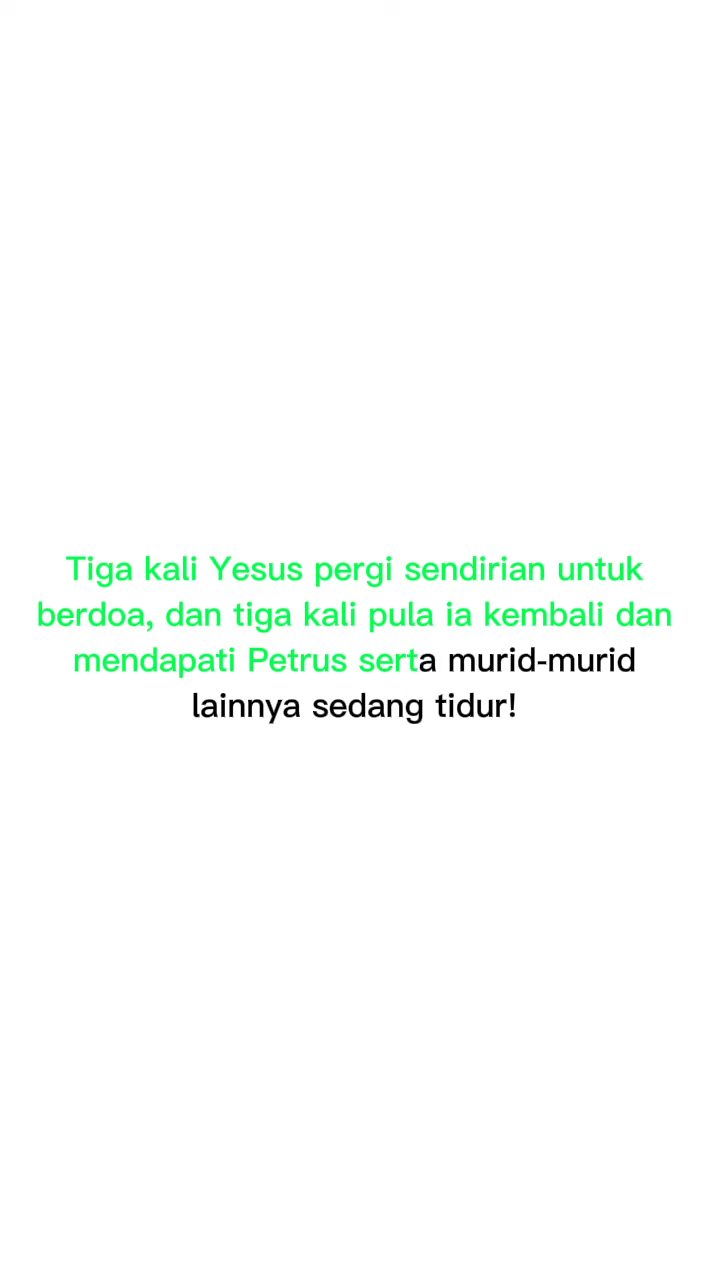 Tiga kali Yesus pergi sendirian untuk
berdoa, dan tiga kali pula ia kembali dan
mendapati Petrus serta murid-murid
lainnya sedang tidur!